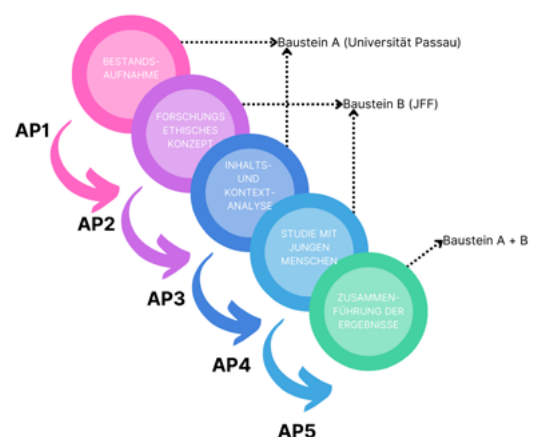 BESTANDS-
AUFNAHME
Baustein A (Universität Passau)
FORSCHUNGS
ETHISCHES
KONZEPT
Baustein B (JFF)
AP1
INHALTS-
UND
KONTEXT-
ANALYSE
AP2
STUDIE MIT
JUNGEN
MENSCHEN
Baustein A + B
AP3
ZUSAMMEN-
FÜHRUNG DER
ERGEBNISSE
AP4
AP5